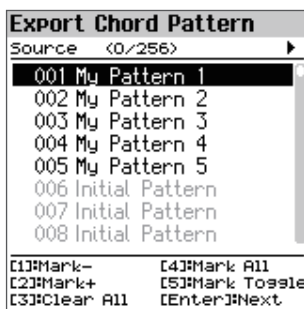 Export Chord Pattern
Source (0/256)
001 My Pattern 1
002 My Pattern 2
003 My Pattern 3
004 My Pattern 4
005 My Pattern 5
006 Initial Pattern
007 Initial Pattern
008 Initial Pattern
[1]:Mark- [4]:Mark All
[2]:Mark+ [5]:Mark Toggle
[3]:Clear All [Enter]:Next